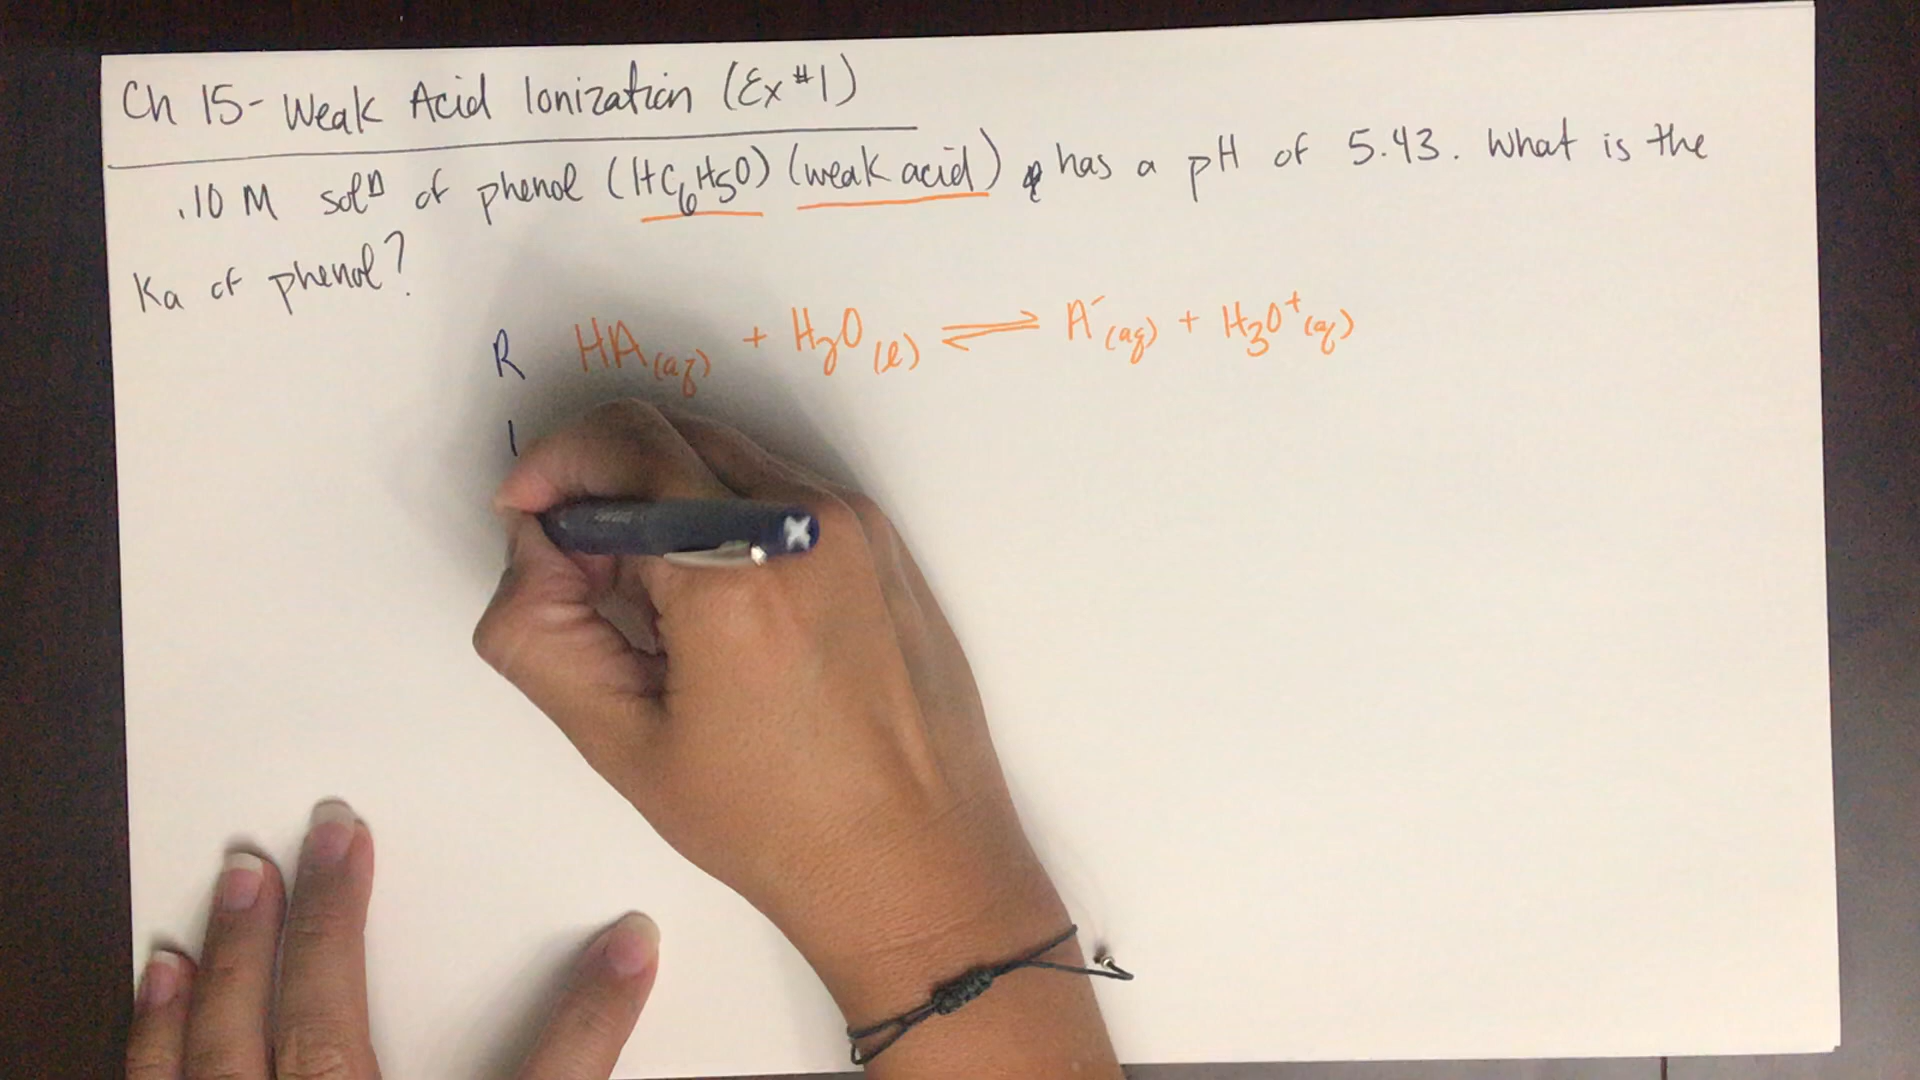 Ch 15- Weak Acid Ionization (Ex #1)
.10 M solⁿ of phenol (HC₆H₅O) (weak acid) has a pH of 5.43. What is the
Ka of phenol?
R HA(aq) + H₂O(l) ⇌ A⁻(aq) + H₃O⁺(aq)
I